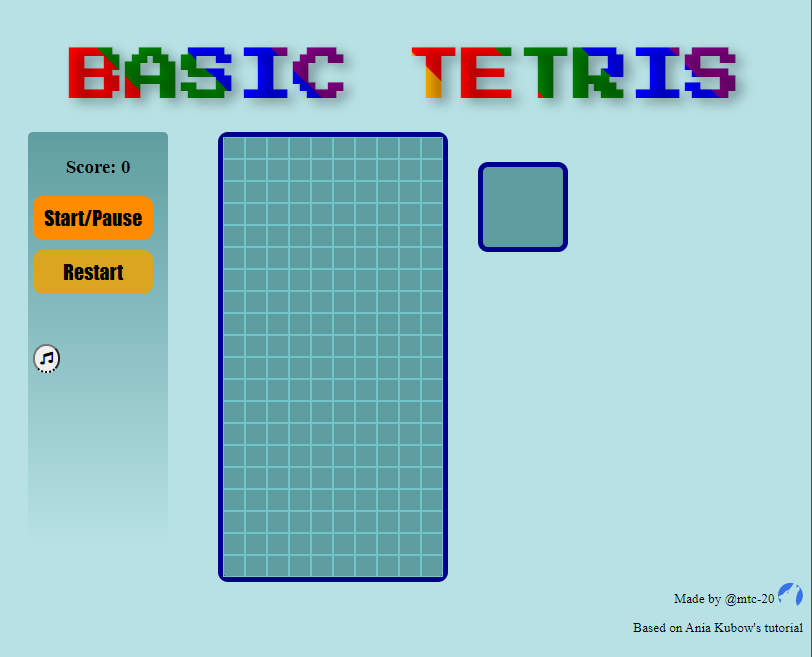 BASIC TETRIS
Score: 0
Start/Pause
Restart
Made by @mtc-20
Based on Ania Kubow's tutorial